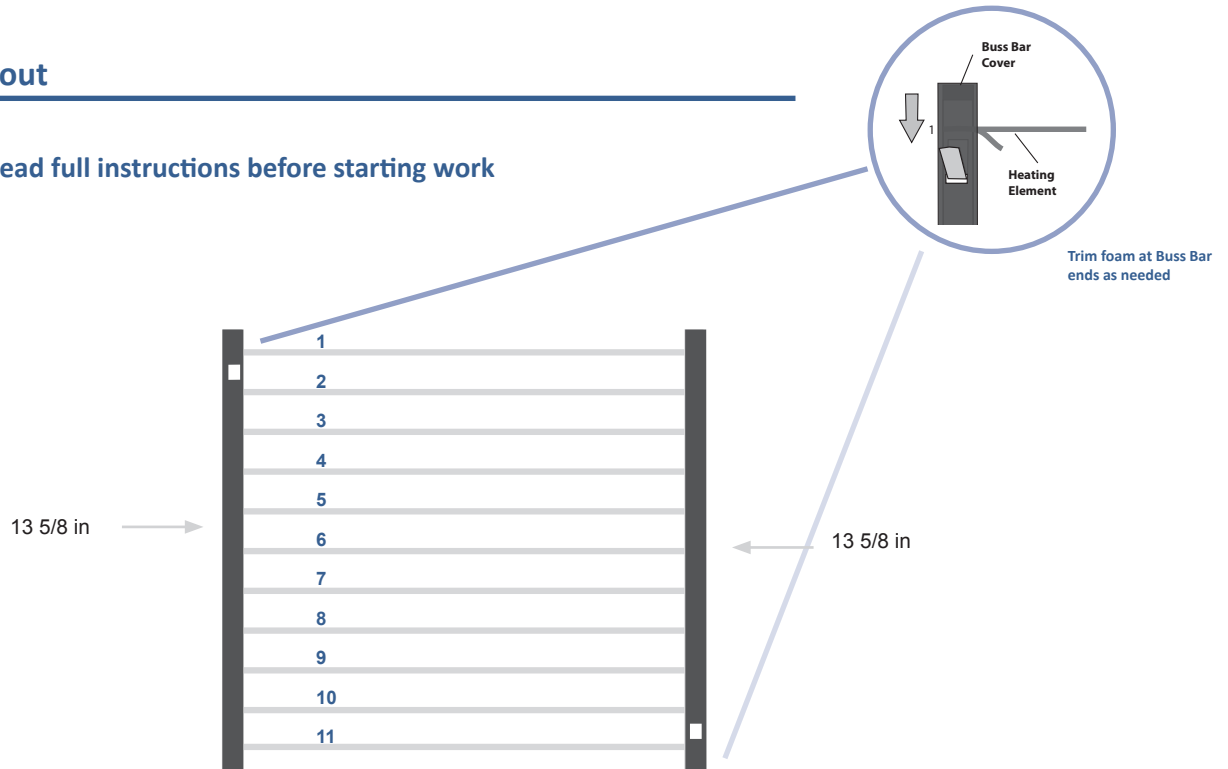 out
ead full instructions before starting work
Buss Bar
Cover
1
Heating
Element
Trim foam at Buss Bar
ends as needed
1
2
3
4
5
6
7
8
9
10
11
13 5/8 in
13 5/8 in